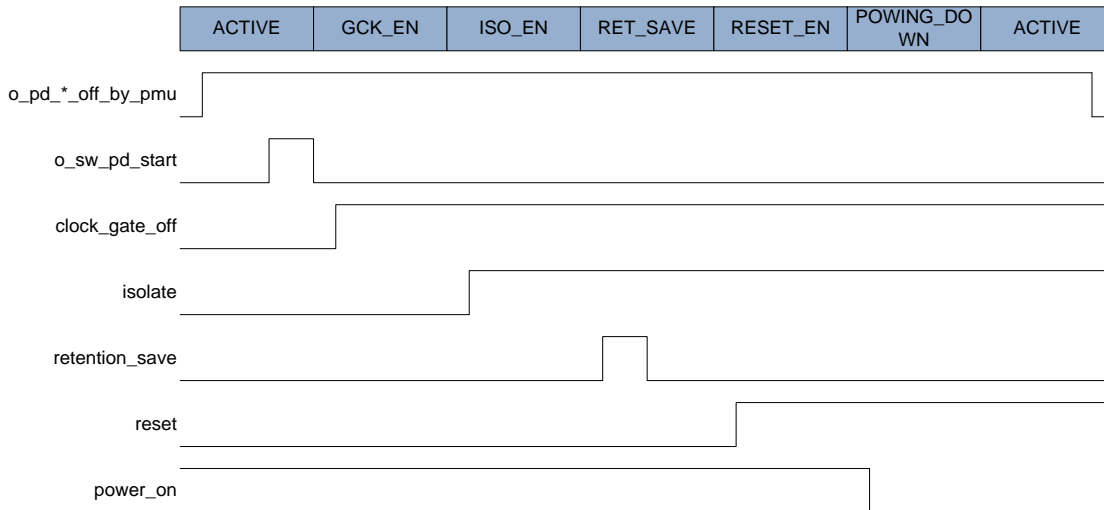 ACTIVE GCK_EN ISO_EN RET_SAVE RESET_EN POWING_DO ACTIVE
WN
o_pd_*_off_by_pmu
o_sw_pd_start
clock_gate_off
isolate
retention_save
reset
power_on